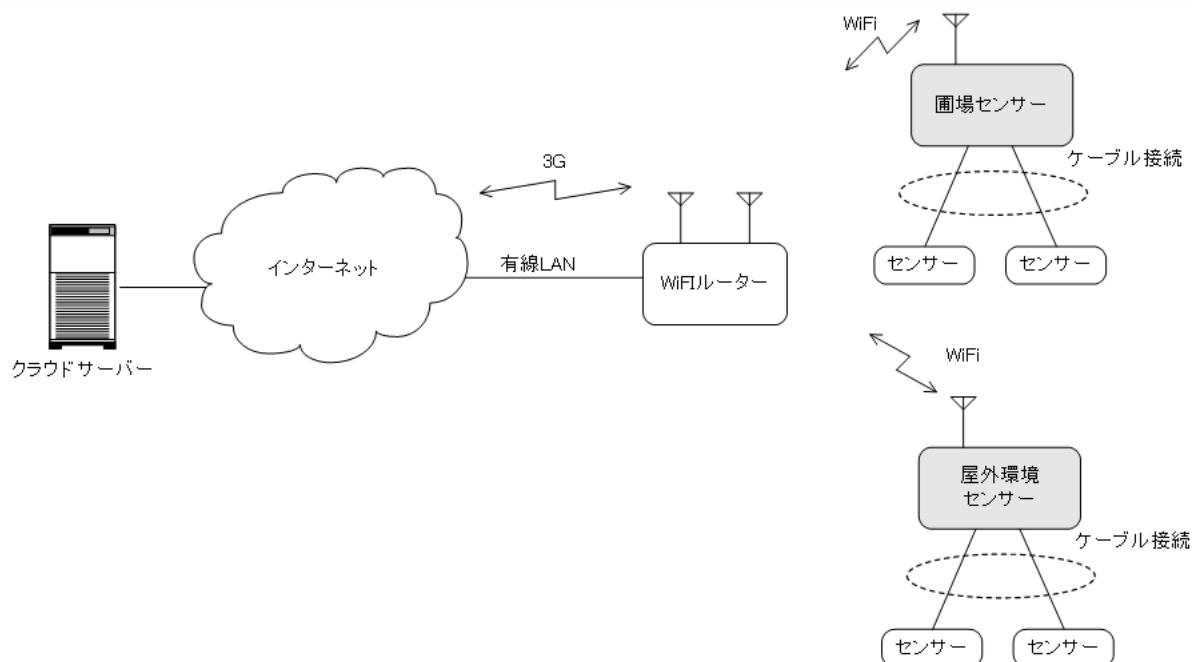 WiFi
圃場センサー
ケーブル接続
センサー
センサー
3G
インターネット
有線LAN
WiFIルーター
クラウドサーバー
WiFi
屋外環境
センサー
ケーブル接続
センサー
センサー